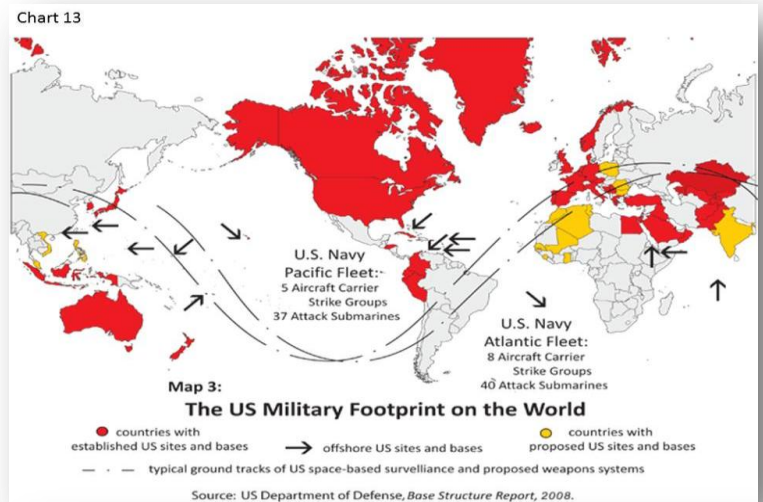 Chart 13
U.S. Navy
Pacific Fleet:
5 Aircraft Carrier
Strike Groups
37 Attack Submarines
U.S. Navy
Atlantic Fleet:
8 Aircraft Carrier
Strike Groups
40 Attack Submarines
Map 3:
The US Military Footprint on the World
countries with
established US sites and bases
offshore US sites and bases
countries with
proposed US sites and bases
typical ground tracks of US space-based survelliance and proposed weapons systems
Source: US Department of Defense, Base Structure Report, 2008.